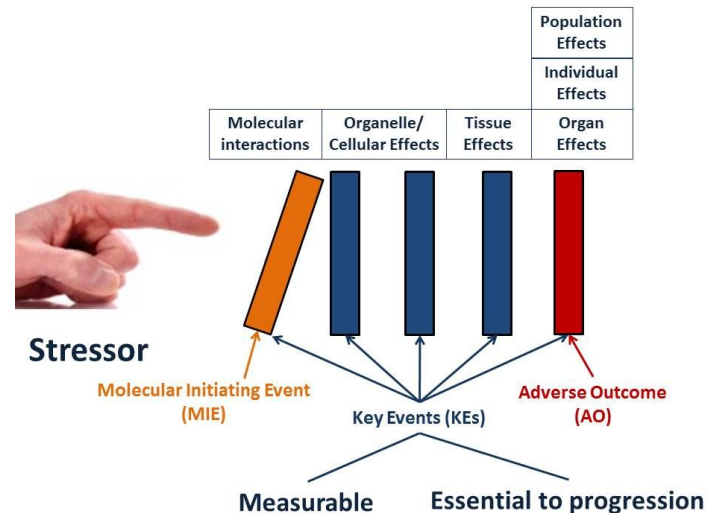 Population
Effects
Individual
Effects
Molecular
interactions
Organelle/
Cellular Effects
Tissue
Effects
Organ
Effects
Stressor
Molecular Initiating Event
(MIE)
Key Events (KEs)
Adverse Outcome
(AO)
Measurable
Essential to progression